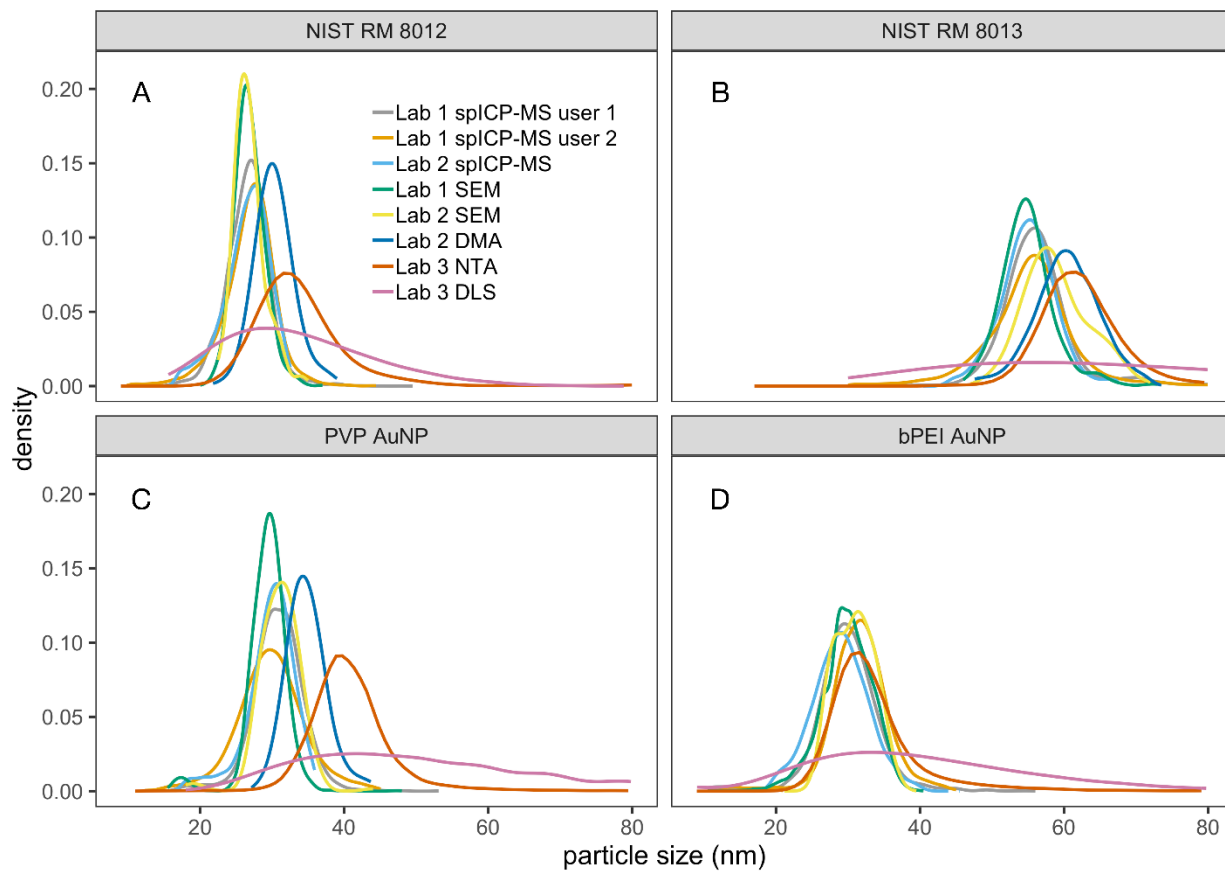 NIST RM 8012
NIST RM 8013
A
B
Lab 1 spICP-MS user 1
Lab 1 spICP-MS user 2
Lab 2 spICP-MS
Lab 1 SEM
Lab 2 SEM
Lab 2 DMA
Lab 3 NTA
Lab 3 DLS
0.20
0.15
0.10
0.05
0.00
density
PVP AuNP
bPEI AuNP
C
D
0.20
0.15
0.10
0.05
0.00
20 40 60 80
20 40 60 80
particle size (nm)